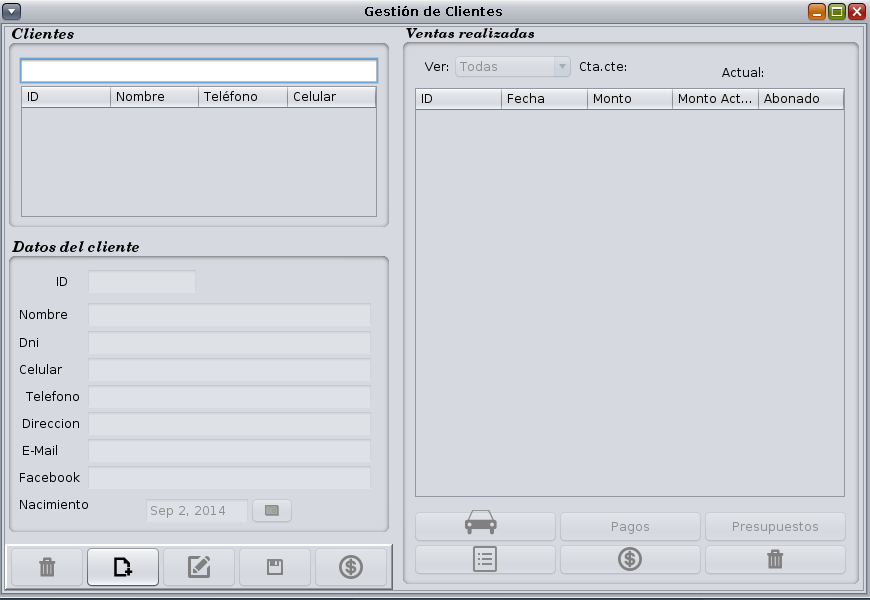 Gestión de Clientes
Clientes
ID Nombre Teléfono Celular
Datos del cliente
ID
Nombre
Dni
Celular
Telefono
Direccion
E-Mail
Facebook
Nacimiento Sep 2, 2014
Ventas realizadas
Ver: Todas Cta.cte: Actual:
ID Fecha Monto Monto Act... Abonado
Pagos Presupuestos